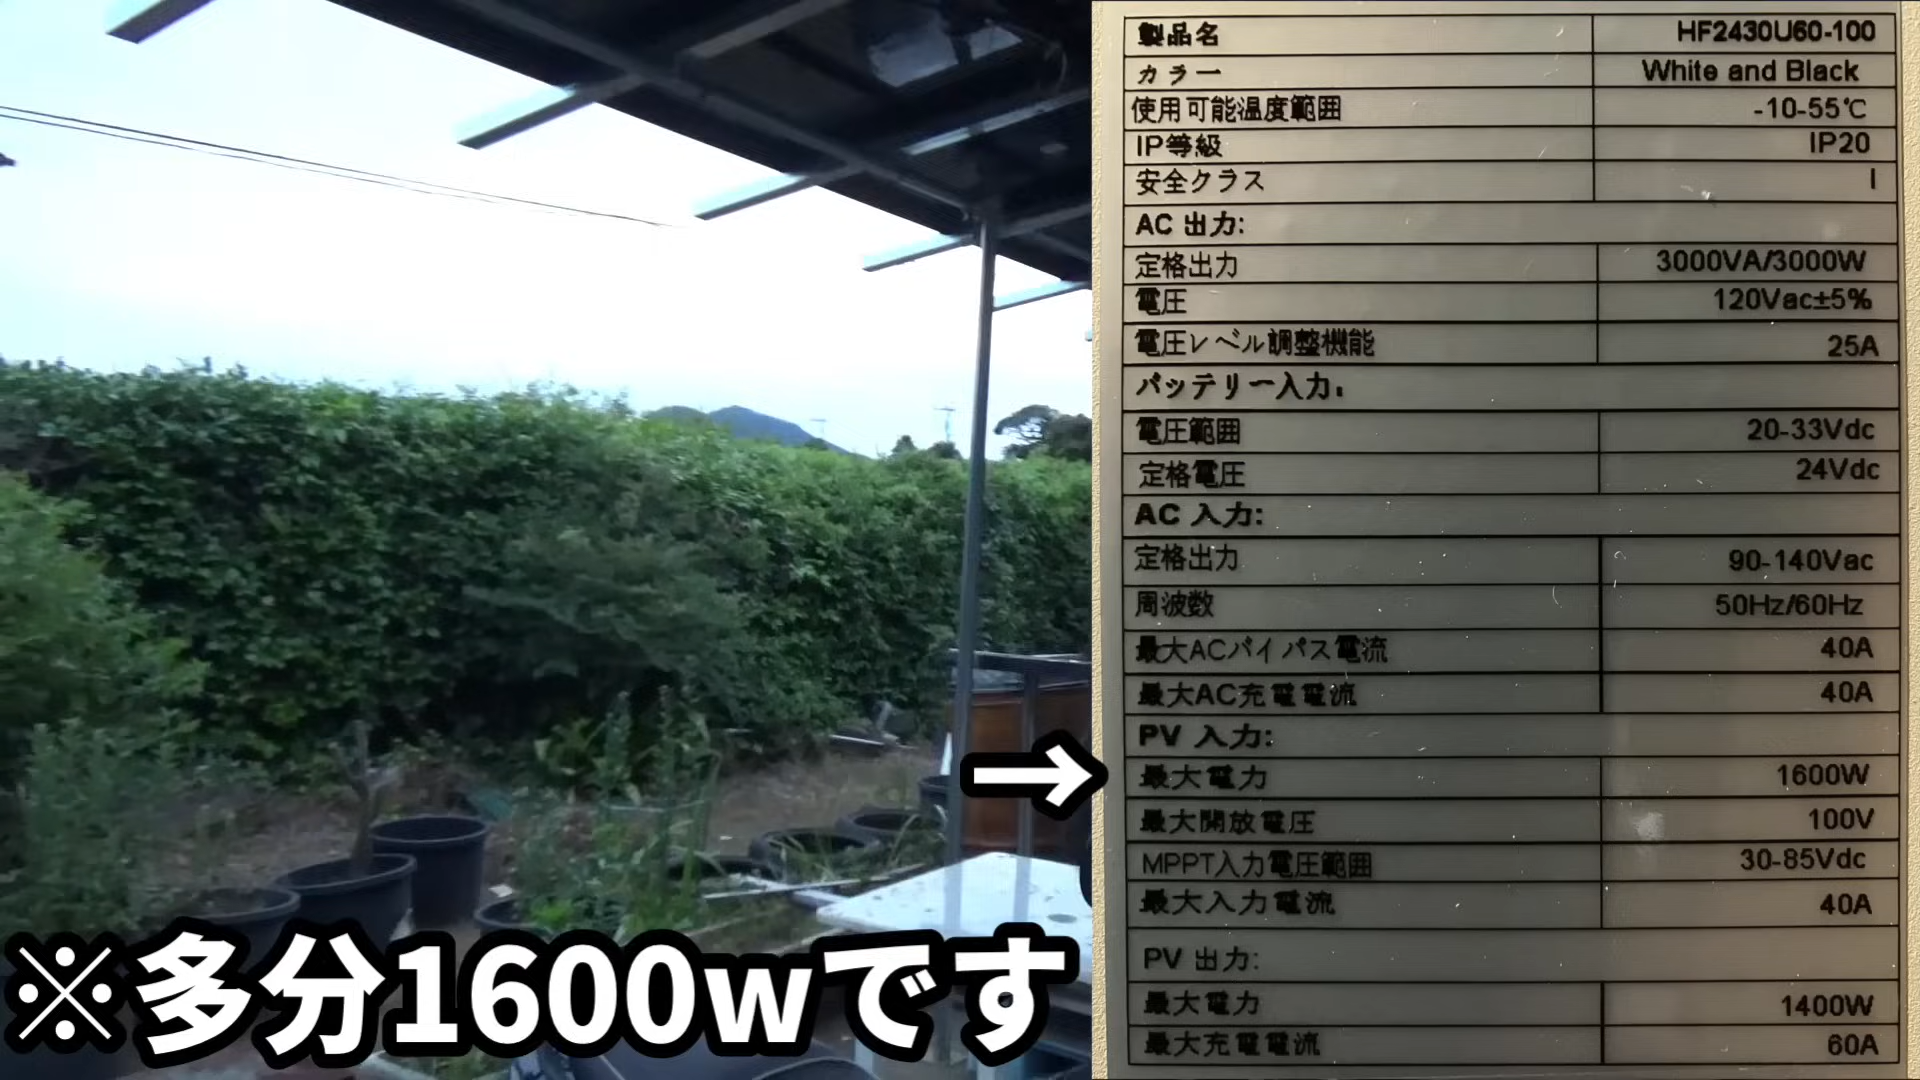 製品名 HF2430U60-100
カラー White and Black
使用可能温度範囲 -10-55℃
IP等級 IP20
安全クラス I
AC 出力:
定格出力 3000VA/3000W
電圧 120Vac±5%
電圧レベル調整機能 25A
バッテリー入力:
電圧範囲 20-33Vdc
定格電圧 24Vdc
AC 入力:
定格出力 90-140Vac
周波数 50Hz/60Hz
最大ACバイパス電流 40A
最大AC充電電流 40A
PV 入力:
→
最大電力 1600W
最大開放電圧 100V
MPPT入力電圧範囲 30-85Vdc
最大入力電流 40A
PV 出力:
最大電力 1400W
最大充電電流 60A
※多分1600wです